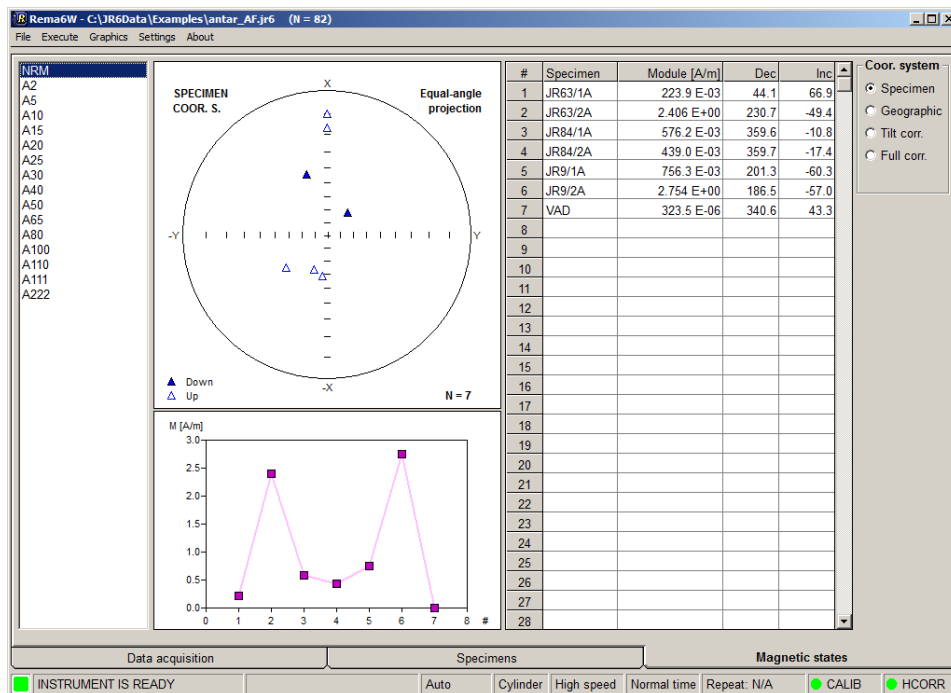 Rema6W - C:\JR6Data\Examples\antar_AF.jr6 (N = 82)
File Execute Graphics Settings About
NRM
A2
A5
A10
A15
A20
A25
A30
A40
A50
A65
A80
A100
A110
A111
A222
SPECIMEN
COOR. S.
Equal-angle
projection
X
-Y
Y
-X
Down
Up
N = 7
M [A/m]
3.0
2.5
2.0
1.5
1.0
0.5
0.0
0 1 2 3 4 5 6 7 8 #
# Specimen Module [A/m] Dec Inc
1 JR63/1A 223.9 E-03 44.1 66.9
2 JR63/2A 2.406 E+00 230.7 -49.4
3 JR84/1A 576.2 E-03 359.6 -10.8
4 JR84/2A 439.0 E-03 359.7 -17.4
5 JR9/1A 756.3 E-03 201.3 -60.3
6 JR9/2A 2.754 E+00 186.5 -57.0
7 VAD 323.5 E-06 340.6 43.3
8
9
10
11
12
13
14
15
16
17
18
19
20
21
22
23
24
25
26
27
28
Coor. system
Specimen
Geographic
Tilt corr.
Full corr.
Data acquisition Specimens Magnetic states
INSTRUMENT IS READY Auto Cylinder High speed Normal time Repeat: N/A CALIB HCORR